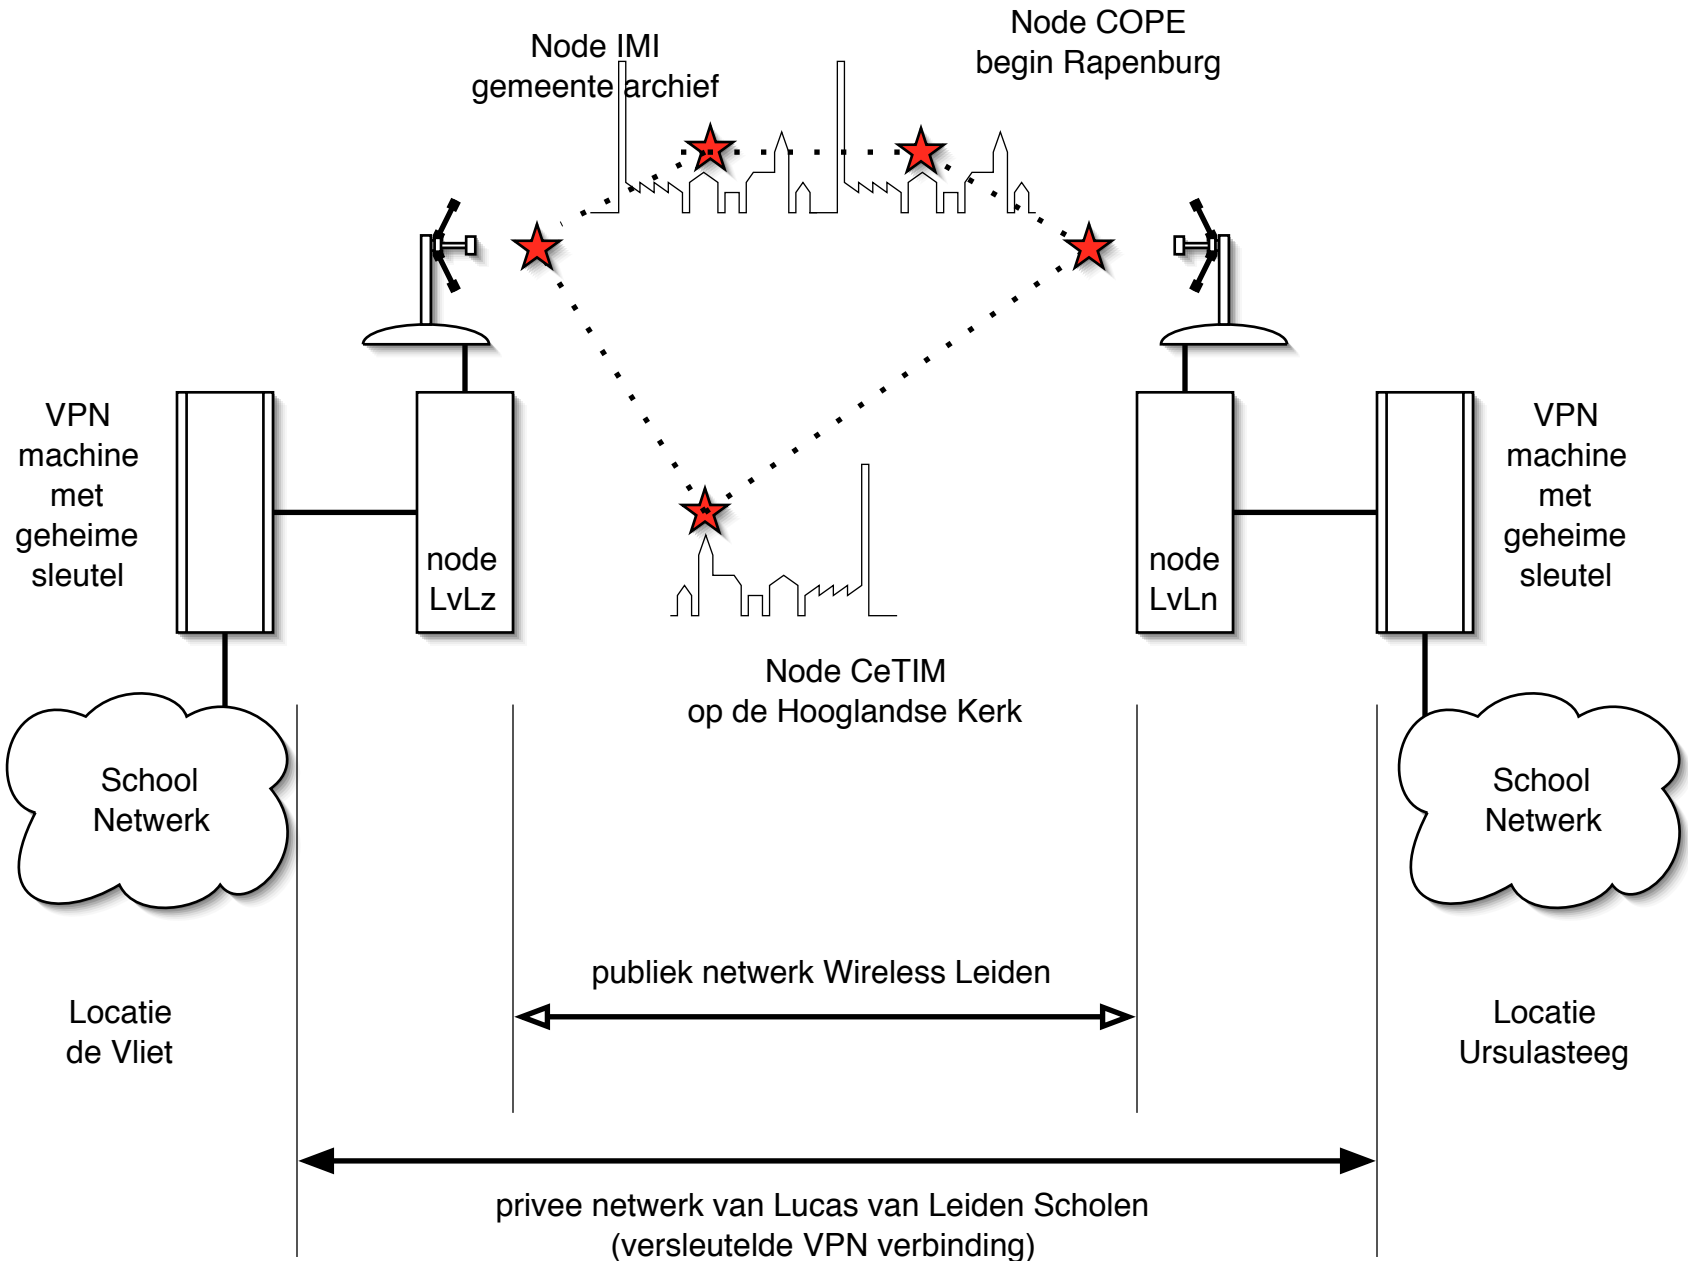 Node IMI
gemeente archief
Node COPE
begin Rapenburg
VPN
machine
met
geheime
sleutel
node
LvLz
node
LvLn
VPN
machine
met
geheime
sleutel
Node CeTIM
op de Hooglandse Kerk
School
Netwerk
School
Netwerk
publiek netwerk Wireless Leiden
Locatie
de Vliet
Locatie
Ursulasteeg
privee netwerk van Lucas van Leiden Scholen
(versleutelde VPN verbinding)